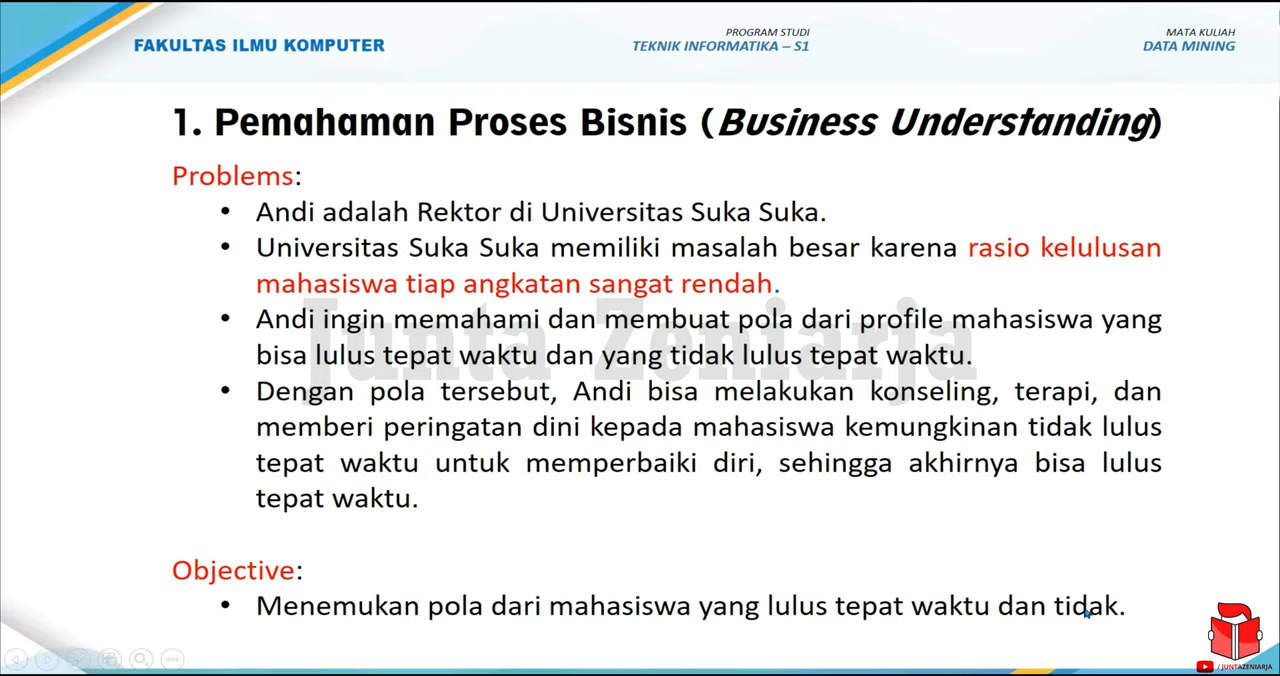 FAKULTAS ILMU KOMPUTER
PROGRAM STUDI
TEKNIK INFORMATIKA – S1
MATA KULIAH
DATA MINING
1. Pemahaman Proses Bisnis (Business Understanding)
Problems:
• Andi adalah Rektor di Universitas Suka Suka.
• Universitas Suka Suka memiliki masalah besar karena rasio kelulusan
mahasiswa tiap angkatan sangat rendah.
• Andi ingin memahami dan membuat pola dari profile mahasiswa yang
bisa lulus tepat waktu dan yang tidak lulus tepat waktu.
• Dengan pola tersebut, Andi bisa melakukan konseling, terapi, dan
memberi peringatan dini kepada mahasiswa kemungkinan tidak lulus
tepat waktu untuk memperbaiki diri, sehingga akhirnya bisa lulus
tepat waktu.
Junta Zeniarja
Objective:
• Menemukan pola dari mahasiswa yang lulus tepat waktu dan tidak.
/ JUNTAZENIARJA